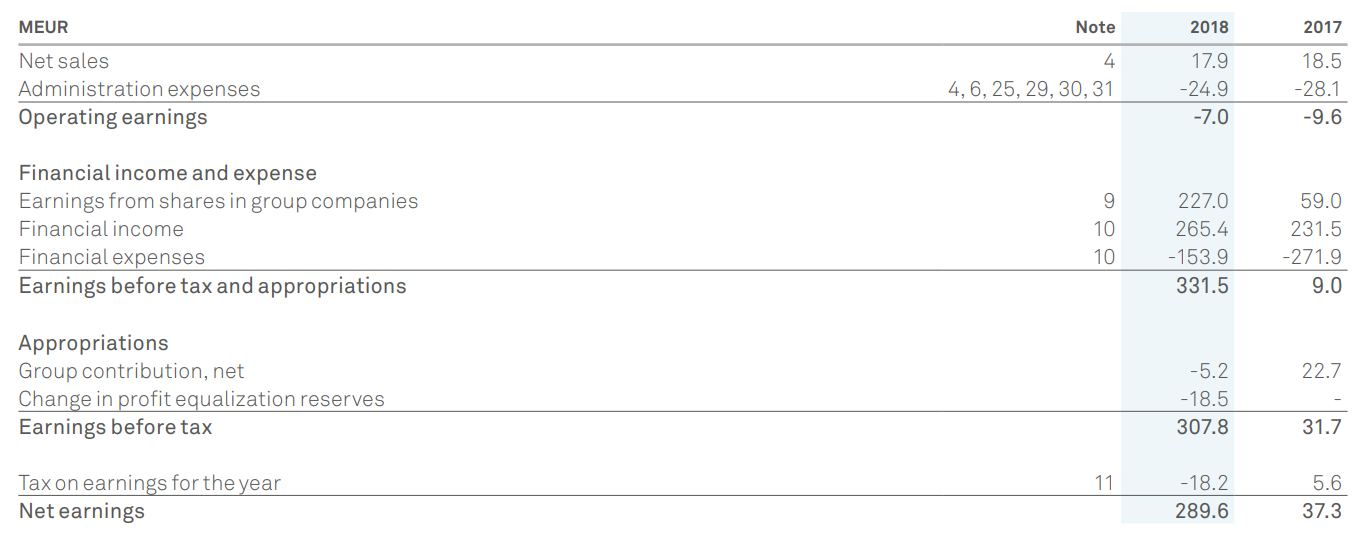 MEUR Note 2018 2017
Net sales 4 17.9 18.5
Administration expenses 4, 6, 25, 29, 30, 31 -24.9 -28.1
Operating earnings -7.0 -9.6
Financial income and expense
Earnings from shares in group companies 9 227.0 59.0
Financial income 10 265.4 231.5
Financial expenses 10 -153.9 -271.9
Earnings before tax and appropriations 331.5 9.0
Appropriations
Group contribution, net -5.2 22.7
Change in profit equalization reserves -18.5 -
Earnings before tax 307.8 31.7
Tax on earnings for the year 11 -18.2 5.6
Net earnings 289.6 37.3